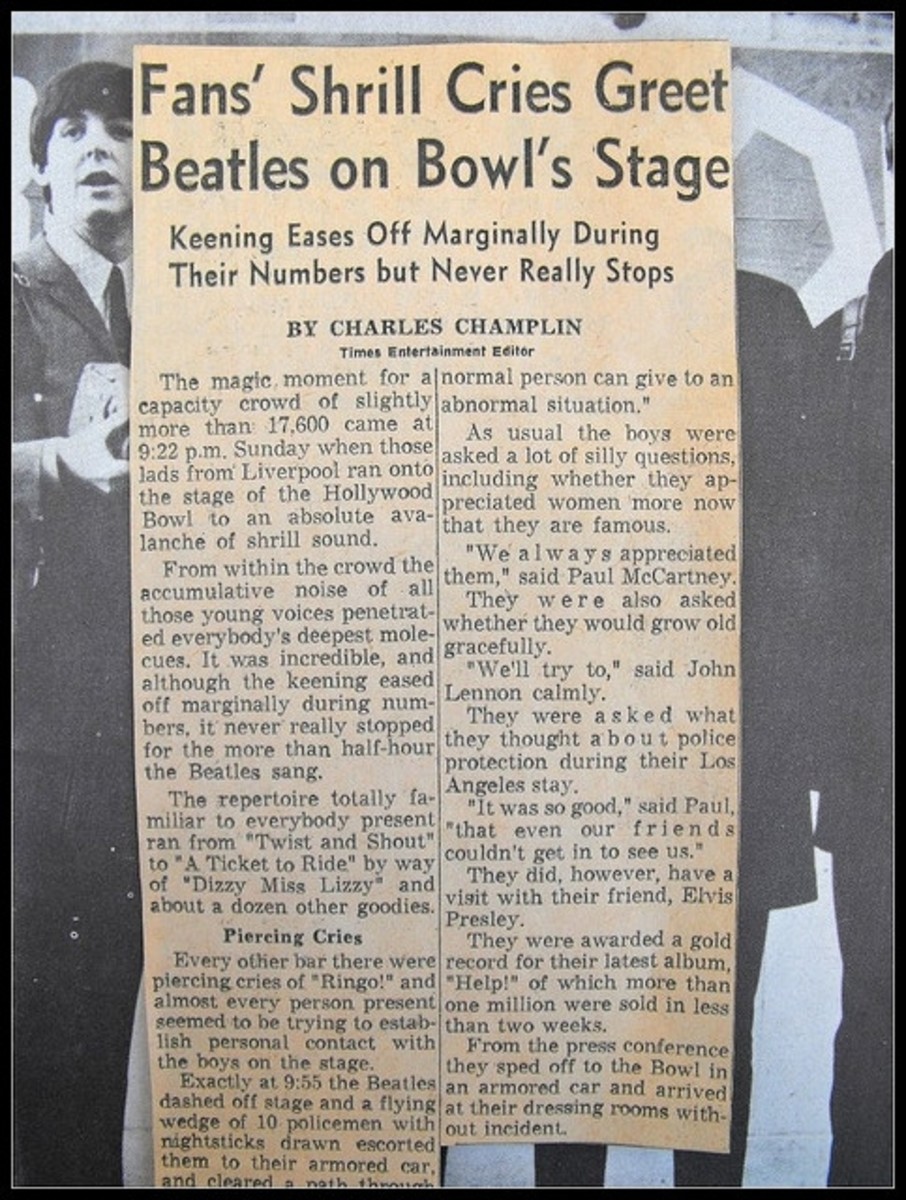 Fans' Shrill Cries Greet
Beatles on Bowl's Stage
Keening Eases Off Marginally During
Their Numbers but Never Really Stops
BY CHARLES CHAMPLIN
Times Entertainment Editor
The magic moment for a
capacity crowd of slightly
more than 17,600 came at
9:22 p.m. Sunday when those
lads from Liverpool ran onto
the stage of the Hollywood
Bowl to an absolute ava-
lanche of shrill sound.
From within the crowd the
accumulative noise of all
those young voices penetrat-
ed everybody's deepest mole-
cues. It was incredible, and
although the keening eased
off marginally during num-
bers, it never really stopped
for the more than half-hour
the Beatles sang.
The repertoire totally fa-
miliar to everybody present
ran from "Twist and Shout"
to "A Ticket to Ride" by way
of "Dizzy Miss Lizzy" and
about a dozen other goodies.
Piercing Cries
Every other bar there were
piercing cries of "Ringo!" and
almost every person present
seemed to be trying to estab-
lish personal contact with
the boys on the stage.
Exactly at 9:55 the Beatles
dashed off stage and a flying
wedge of 10 policemen with
nightsticks drawn escorted
them to their armored car,
and cleared a path through
normal person can give to an
abnormal situation."
As usual the boys were
asked a lot of silly questions,
including whether they ap-
preciated women more now
that they are famous.
"We always appreciated
them," said Paul McCartney.
They were also asked
whether they would grow old
gracefully.
"We'll try to," said John
Lennon calmly.
They were asked what
they thought about police
protection during their Los
Angeles stay.
"It was so good," said Paul,
"that even our friends
couldn't get in to see us."
They did, however, have a
visit with their friend, Elvis
Presley.
They were awarded a gold
record for their latest album,
"Help!" of which more than
one million were sold in less
than two weeks.
From the press conference
they sped off to the Bowl in
an armored car and arrived
at their dressing rooms with-
out incident.